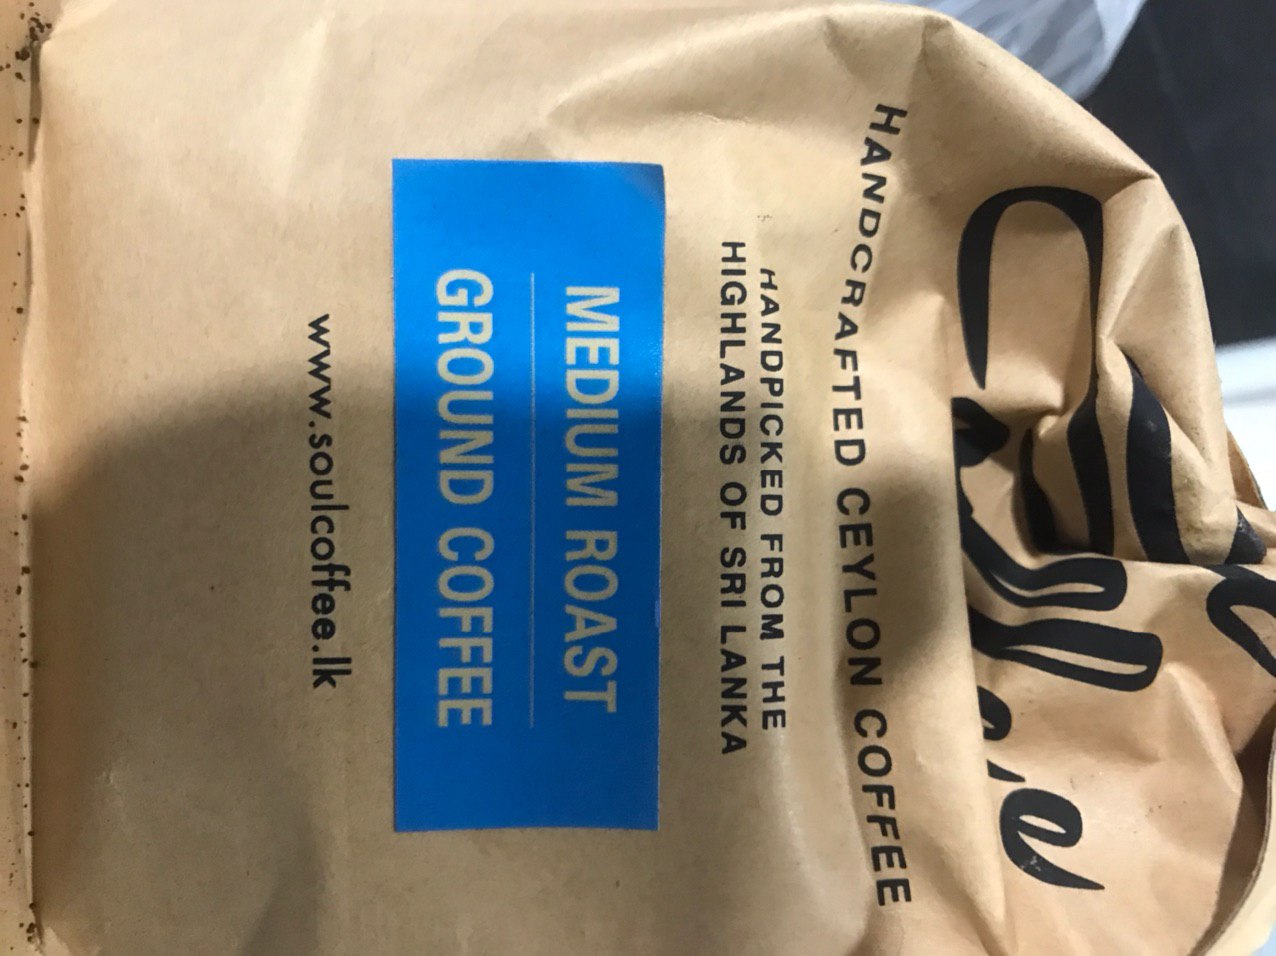 HANDCRAFTED CEYLON COFFEE
HANDPICKED FROM THE
HIGHLANDS OF SRI LANKA
MEDIUM ROAST
GROUND COFFEE
www.soulcoffee.lk